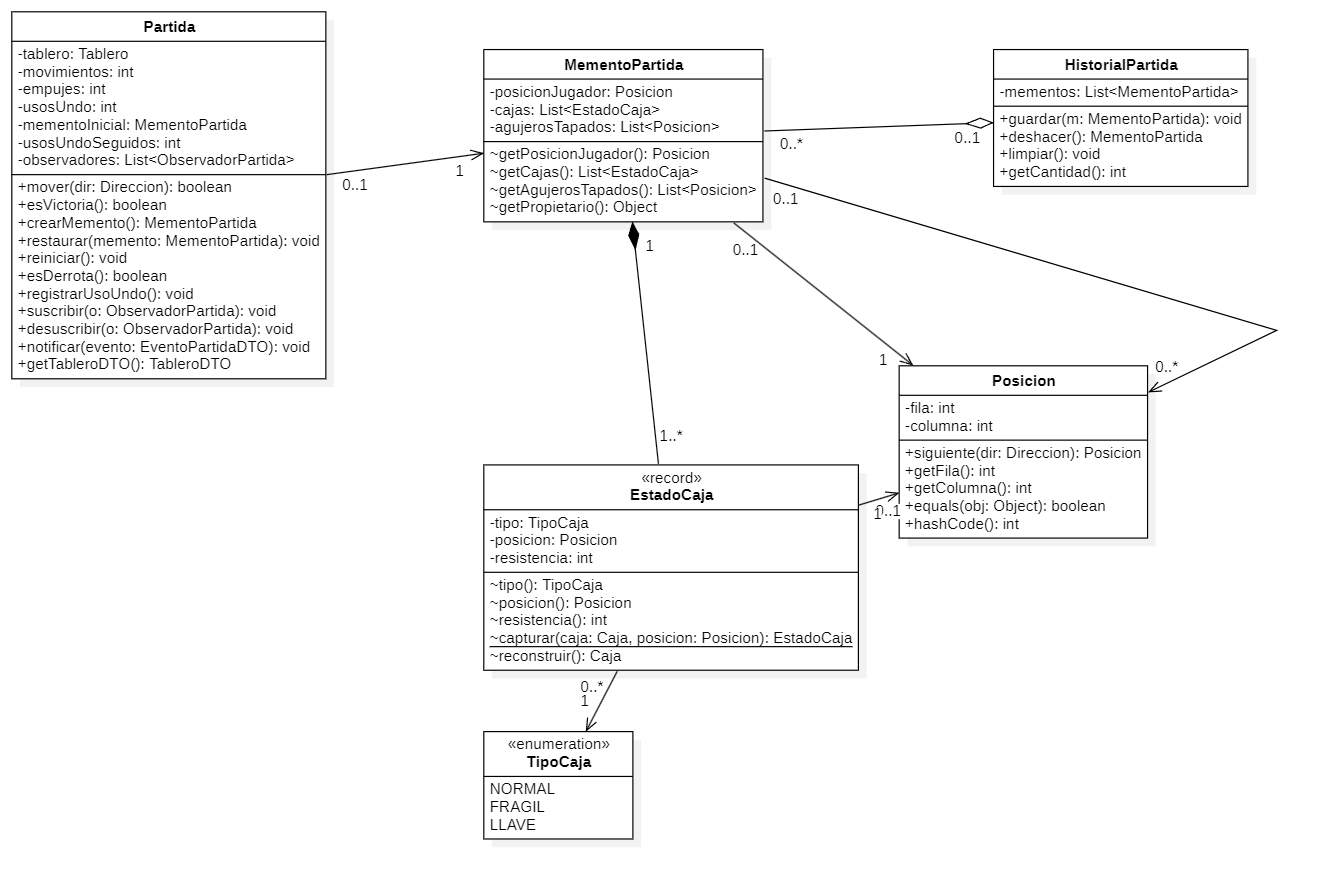 Partida
-tablero: Tablero
-movimientos: int
-empujes: int
-usosUndo: int
-mementoInicial: MementoPartida
-usosUndoSeguidos: int
-observadores: List<ObservadorPartida>
+mover(dir: Direccion): boolean
+esVictoria(): boolean
+crearMemento(): MementoPartida
+restaurar(memento: MementoPartida): void
+reiniciar(): void
+esDerrota(): boolean
+registrarUsoUndo(): void
+suscribir(o: ObservadorPartida): void
+desuscribir(o: ObservadorPartida): void
+notificar(evento: EventoPartidaDTO): void
+getTableroDTO(): TableroDTO
0..1
1
MementoPartida
-posicionJugador: Posicion
-cajas: List<EstadoCaja>
-agujerosTapados: List<Posicion>
~getPosicionJugador(): Posicion
~getCajas(): List<EstadoCaja>
~getAgujerosTapados(): List<Posicion>
~getPropietario(): Object
0..*
0..1
HistorialPartida
-mementos: List<MementoPartida>
+guardar(m: MementoPartida): void
+deshacer(): MementoPartida
+limpiar(): void
+getCantidad(): int
0..1
1
0..1
1
0..*
Posicion
-fila: int
-columna: int
+siguiente(dir: Direccion): Posicion
+getFila(): int
+getColumna(): int
+equals(obj: Object): boolean
+hashCode(): int
1..*
«record»
EstadoCaja
-tipo: TipoCaja
-posicion: Posicion
-resistencia: int
~tipo(): TipoCaja
~posicion(): Posicion
~resistencia(): int
~capturar(caja: Caja, posicion: Posicion): EstadoCaja
~reconstruir(): Caja
0..1
1
0..*
1
«enumeration»
TipoCaja
NORMAL
FRAGIL
LLAVE